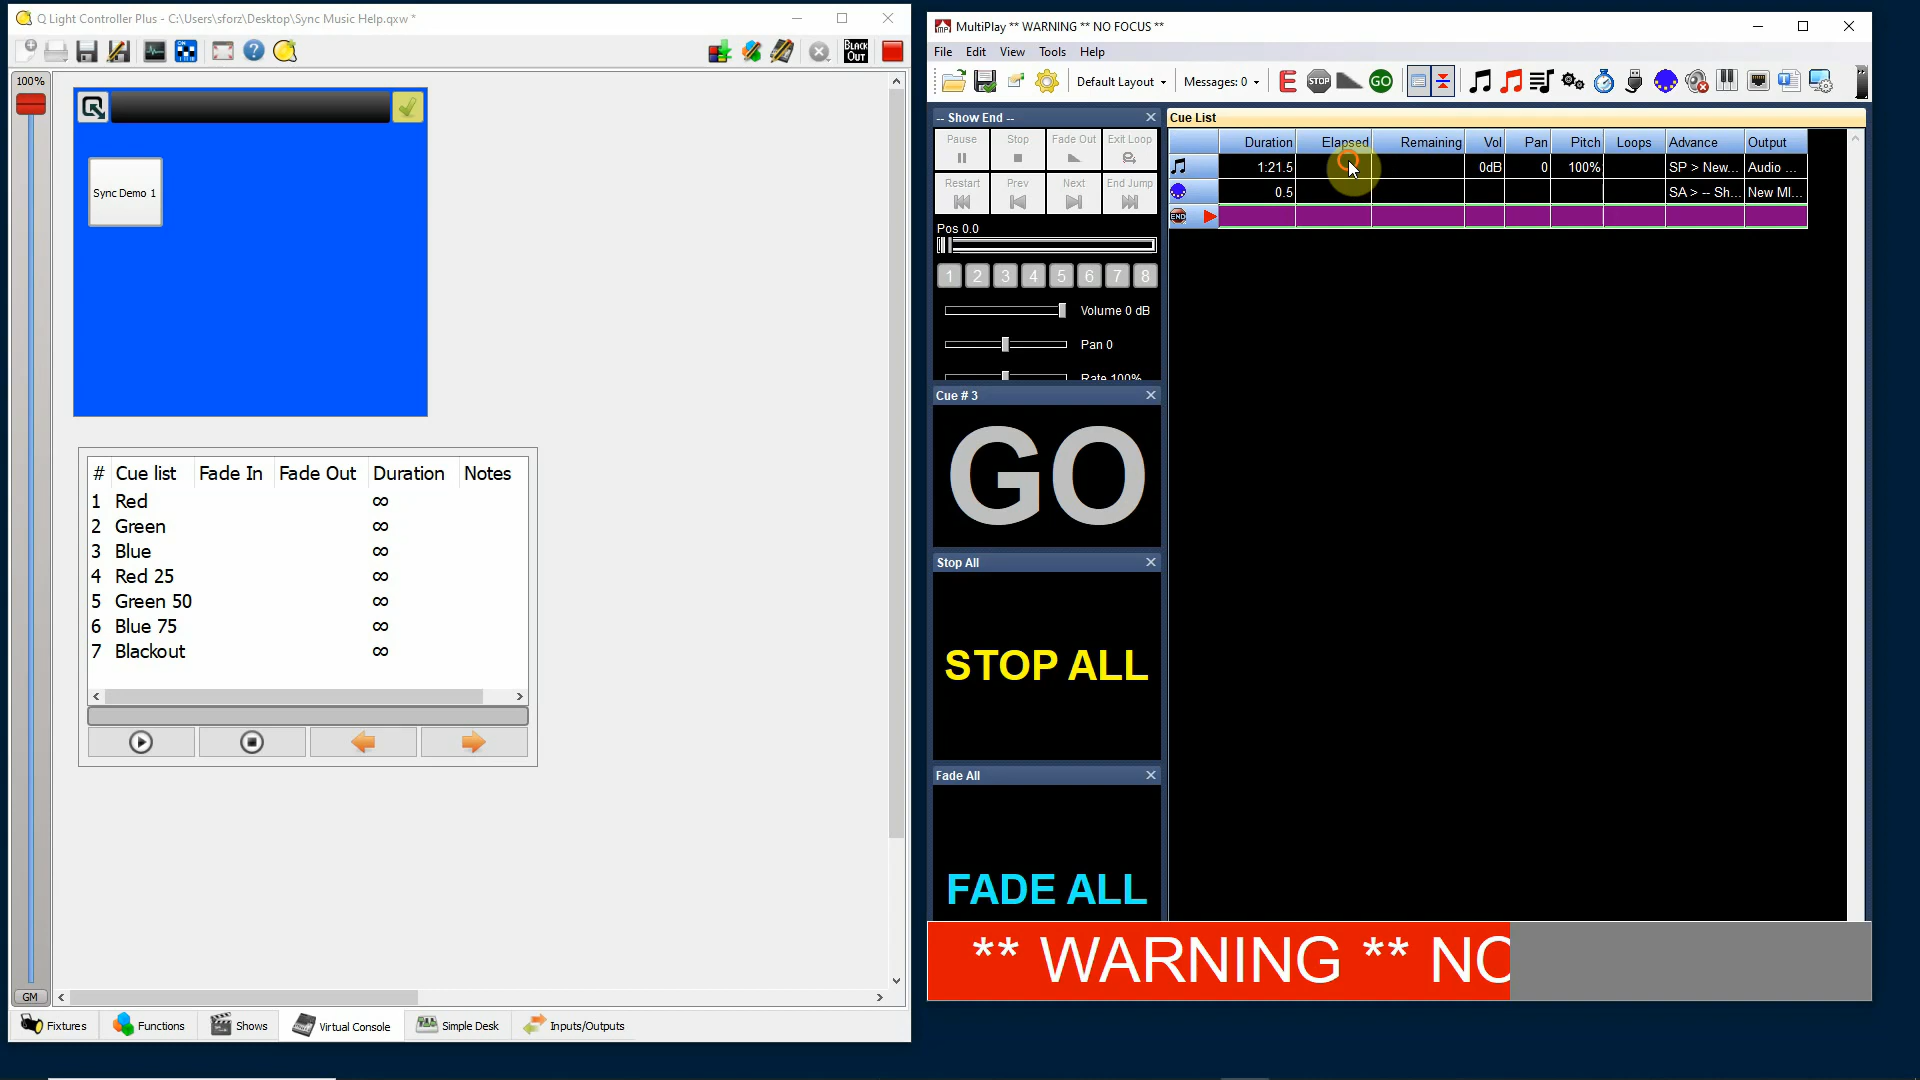 Q Light Controller Plus - C:\Users\sforz\Desktop\Sync Music Help.qxw *
BLACK
OUT
100%
Sync Demo 1
# Cue list Fade In Fade Out Duration Notes
1 Red ∞
2 Green ∞
3 Blue ∞
4 Red 25 ∞
5 Green 50 ∞
6 Blue 75 ∞
7 Blackout ∞
GM
Fixtures Functions Shows Virtual Console Simple Desk Inputs/Outputs
MultiPlay ** WARNING ** NO FOCUS **
File Edit View Tools Help
Default Layout Messages: 0 E STOP GO
-- Show End --
Pause Stop Fade Out Exit Loop
Restart Prev Next End Jump
Pos 0.0
1 2 3 4 5 6 7 8
Volume 0 dB
Pan 0
Rate 100%
Cue # 3
GO
Stop All
STOP ALL
Fade All
FADE ALL
Cue List
Duration Elapsed Remaining Vol Pan Pitch Loops Advance Output
1:21.5 0dB 0 100% SP > New... Audio ...
0.5 SA > -- Sh... New MI...
END
** WARNING ** NO